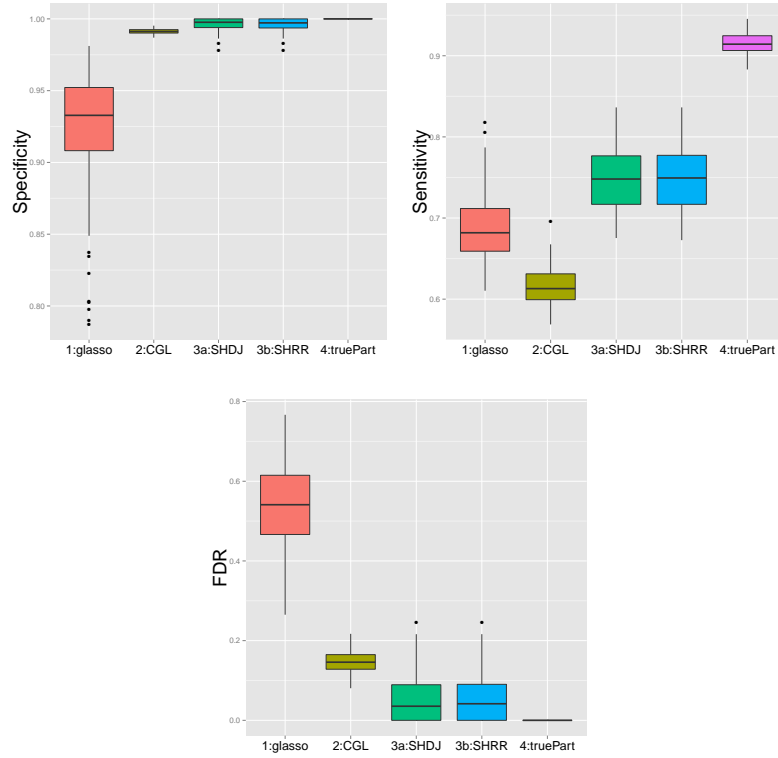 Specificity
1.00
0.95
0.90
0.85
0.80
1:glasso 2:CGL 3a:SHDJ 3b:SHRR 4:truePart
Sensitivity
0.9
0.8
0.7
0.6
1:glasso 2:CGL 3a:SHDJ 3b:SHRR 4:truePart
FDR
0.8
0.6
0.4
0.2
0.0
1:glasso 2:CGL 3a:SHDJ 3b:SHRR 4:truePart